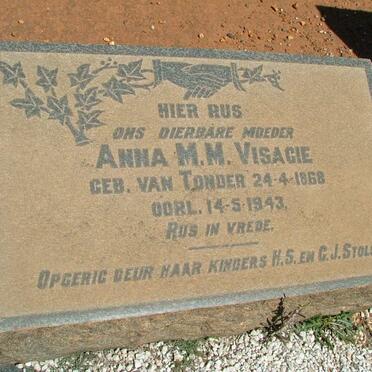 HIER RUS
ONS DIERBARE MOEDER
ANNA M.M. VISAGIE
GEB. VAN TONDER 24-4-1868
OORL. 14-5-1943.
RUS IN VREDE.
OPGERIG DEUR HAAR KINDERS H.S. EN C.J.